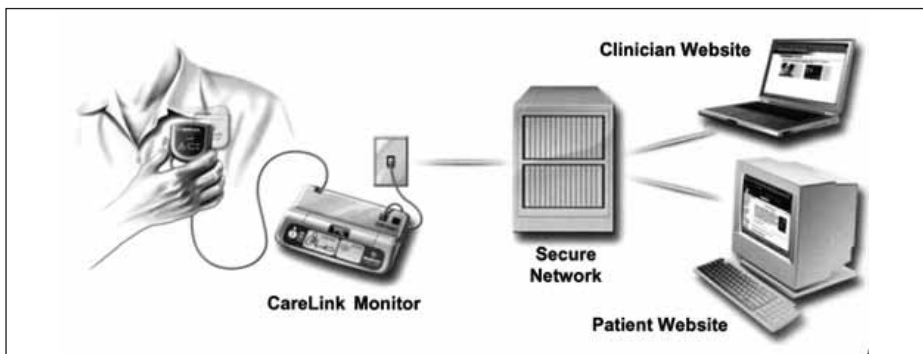 Clinician Website
CareLink Monitor
Secure
Network
Patient Website